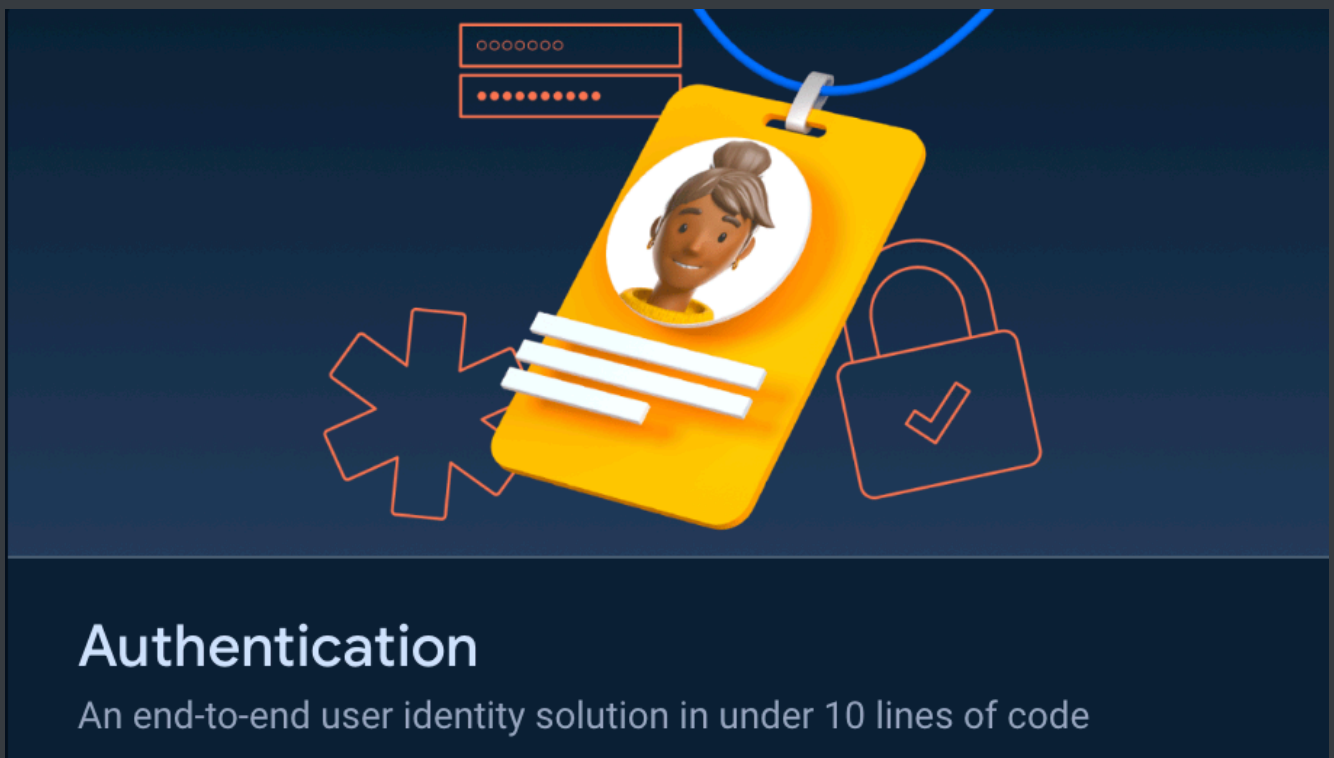 Authentication
An end-to-end user identity solution in under 10 lines of code